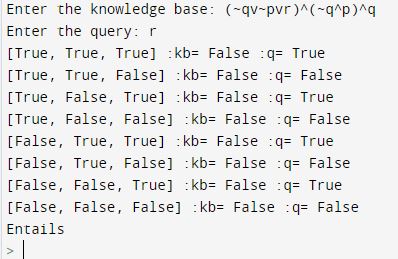 Enter the knowledge base: (~qv~pvr)^(~q^p)^q
Enter the query: r
[True, True, True] :kb= False :q= True
[True, True, False] :kb= False :q= False
[True, False, True] :kb= False :q= True
[True, False, False] :kb= False :q= False
[False, True, True] :kb= False :q= True
[False, True, False] :kb= False :q= False
[False, False, True] :kb= False :q= True
[False, False, False] :kb= False :q= False
Entails
>